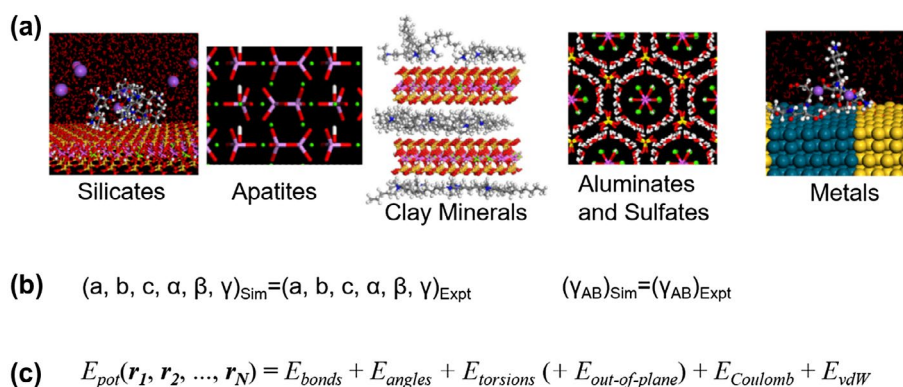 (a)
Silicates
Apatites
Clay Minerals
Aluminates
and Sulfates
Metals
(b) (a, b, c, α, β, γ)Sim=(a, b, c, α, β, γ)Expt (γAB)Sim=(γAB)Expt
(c) Epot(r1, r2, ..., rN) = Ebonds + Eangles + Etorsions (+ Eout-of-plane) + ECoulomb + EvdW